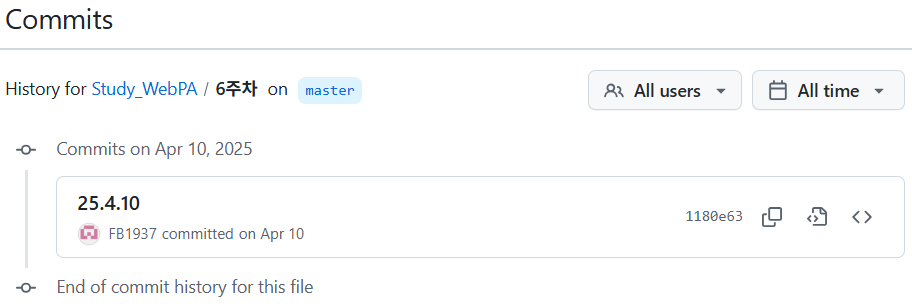 Commits
History for Study_WebPA / 6주차 on master
All users
All time
Commits on Apr 10, 2025
25.4.10
FB1937 committed on Apr 10
1180e63
End of commit history for this file